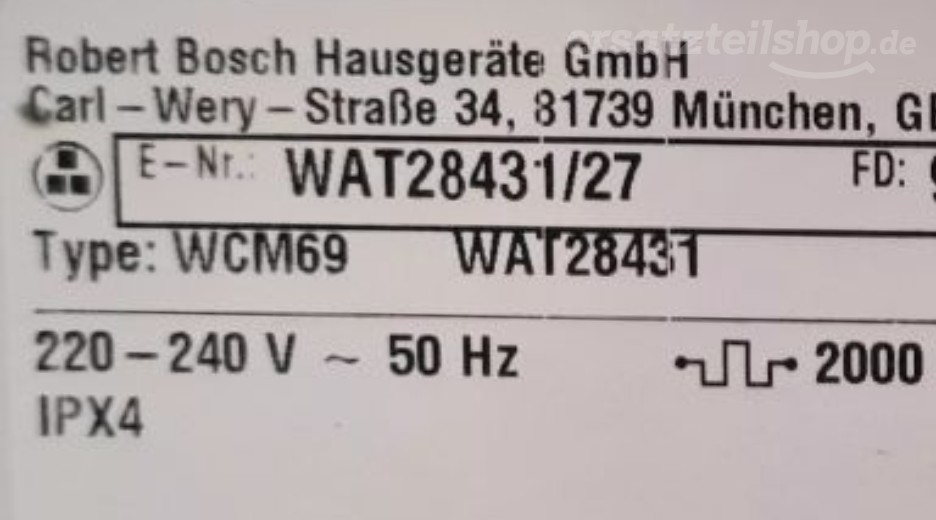 ersatzteilshop.de
Robert Bosch Hausgeräte GmbH
Carl – Wery – Straße 34, 81739 München,
E – Nr.: WAT28431/27 FD:
Type: WCM69 WAT28431
220 – 240 V ~ 50 Hz 2000
IPX4